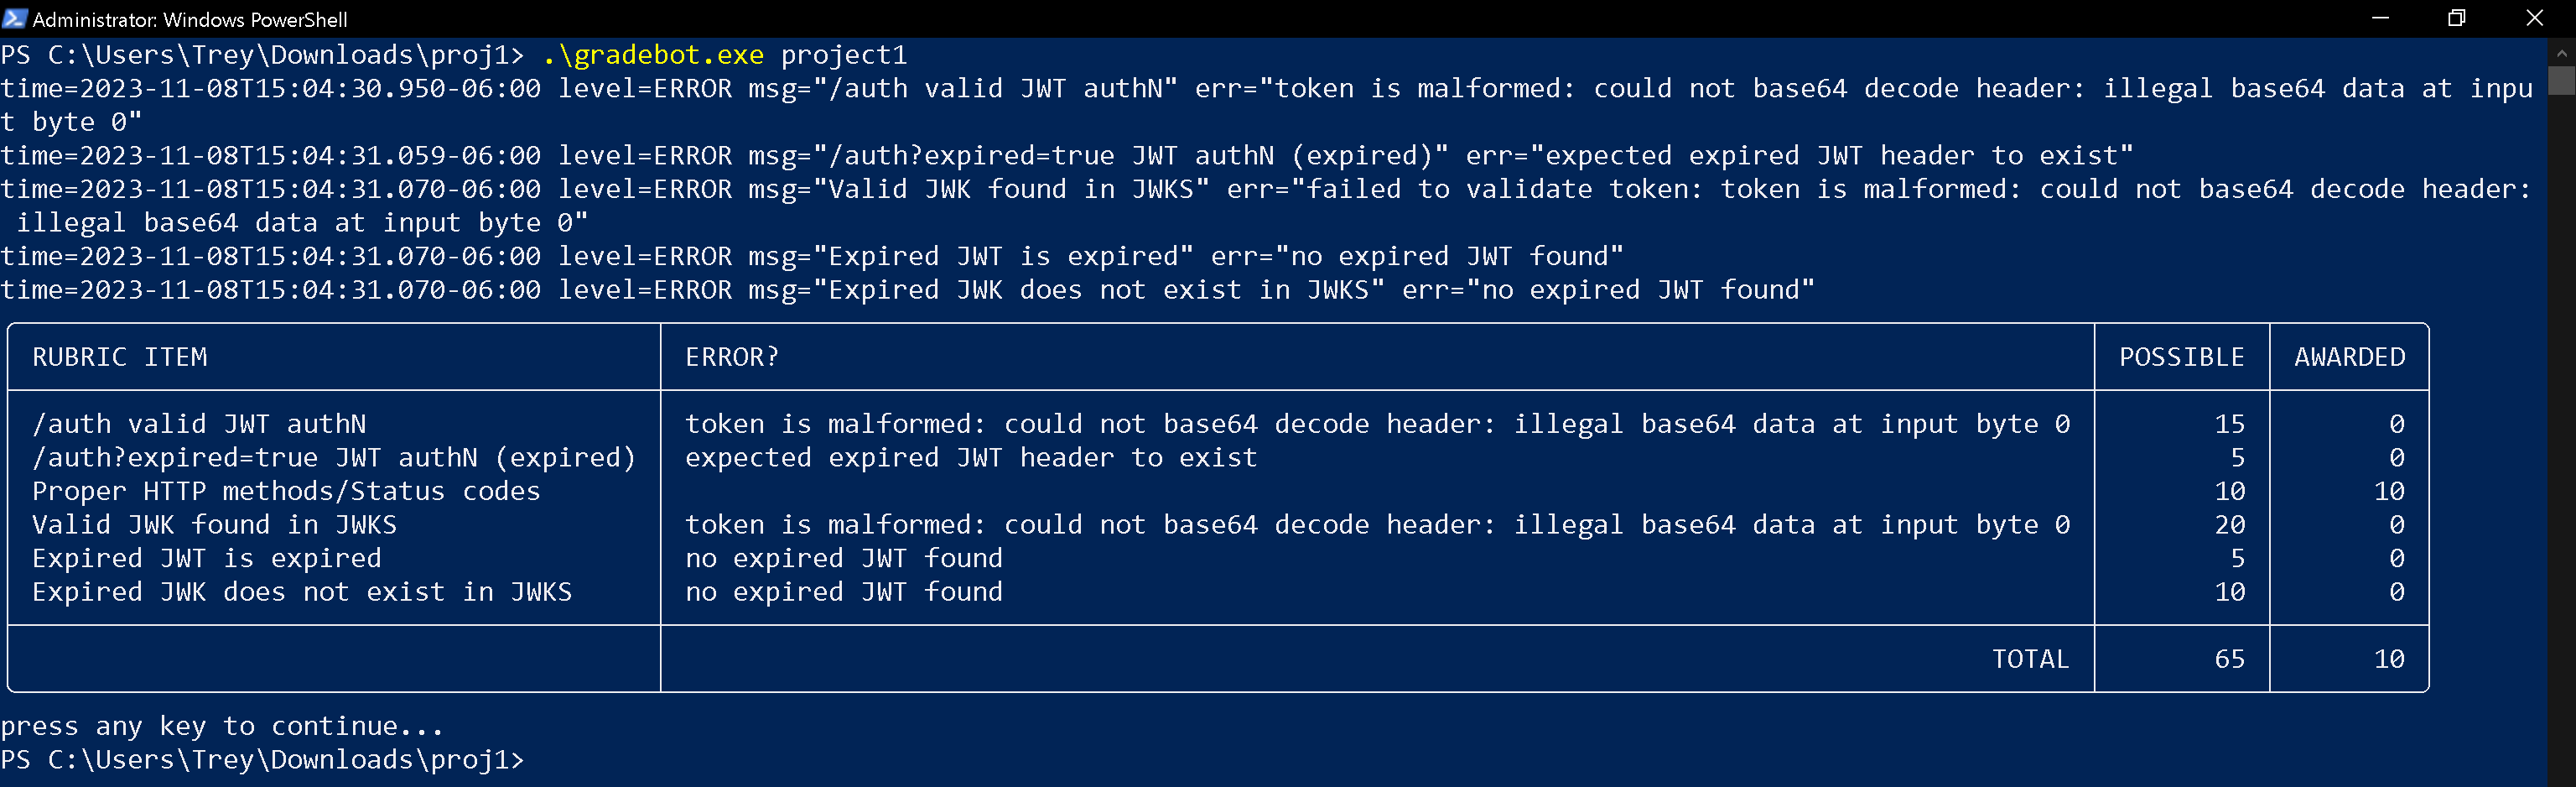 Administrator: Windows PowerShell
PS C:\Users\Trey\Downloads\proj1> .\gradebot.exe project1
time=2023-11-08T15:04:30.950-06:00 level=ERROR msg="/auth valid JWT authN" err="token is malformed: could not base64 decode header: illegal base64 data at inpu
t byte 0"
time=2023-11-08T15:04:31.059-06:00 level=ERROR msg="/auth?expired=true JWT authN (expired)" err="expected expired JWT header to exist"
time=2023-11-08T15:04:31.070-06:00 level=ERROR msg="Valid JWK found in JWKS" err="failed to validate token: token is malformed: could not base64 decode header:
 illegal base64 data at input byte 0"
time=2023-11-08T15:04:31.070-06:00 level=ERROR msg="Expired JWT is expired" err="no expired JWT found"
time=2023-11-08T15:04:31.070-06:00 level=ERROR msg="Expired JWK does not exist in JWKS" err="no expired JWT found"
RUBRIC ITEM ERROR? POSSIBLE AWARDED
/auth valid JWT authN token is malformed: could not base64 decode header: illegal base64 data at input byte 0 15 0
/auth?expired=true JWT authN (expired) expected expired JWT header to exist 5 0
Proper HTTP methods/Status codes 10 10
Valid JWK found in JWKS token is malformed: could not base64 decode header: illegal base64 data at input byte 0 20 0
Expired JWT is expired no expired JWT found 5 0
Expired JWK does not exist in JWKS no expired JWT found 10 0
TOTAL 65 10
press any key to continue...
PS C:\Users\Trey\Downloads\proj1>